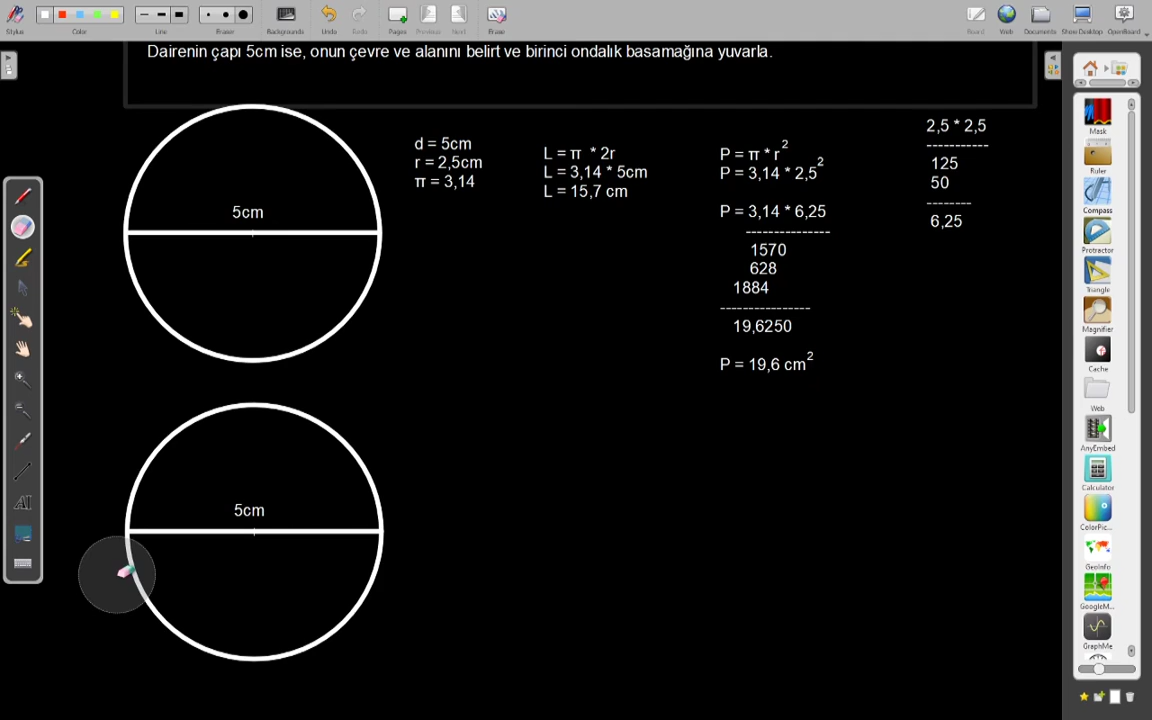 Stylus
Color
Line
Eraser
Backgrounds
Undo
Redo
Pages
Previous
Next
Erase
Board
Web
Documents
Show Desktop
OpenBoard
Dairenin çapı 5cm ise, onun çevre ve alanını belirt ve birinci ondalık basamağına yuvarla.
5cm
d = 5cm
r = 2,5cm
π = 3,14
L = π * 2r
L = 3,14 * 5cm
L = 15,7 cm
P = π * r²
P = 3,14 * 2,5²
P = 3,14 * 6,25
---------------
1570
628
1884
----------------
19,6250
P = 19,6 cm²
2,5 * 2,5
-----------
125
50
--------
6,25
5cm
AI
Mask
Ruler
Compass
Protractor
Triangle
Magnifier
Cache
Web
AnyEmbed
Calculator
ColorPic...
GeoInfo
GoogleM...
GraphMe